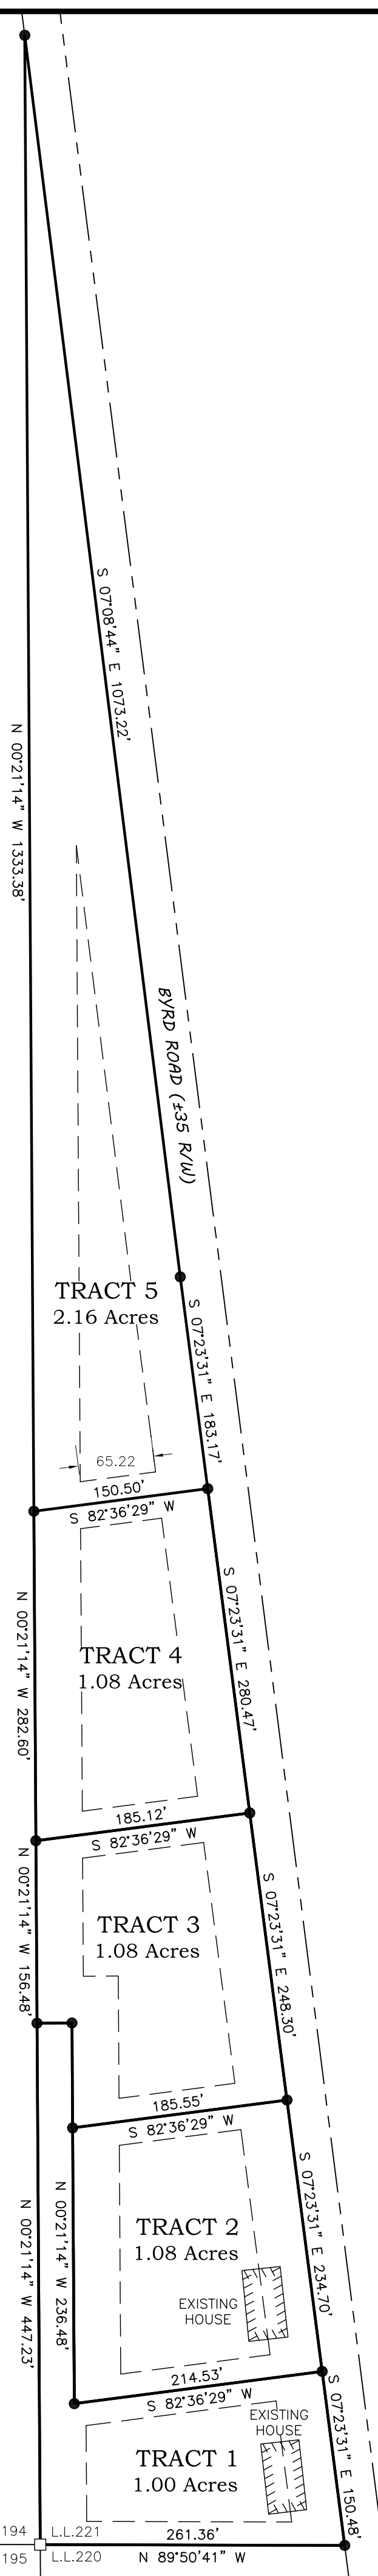 S 07°08'44" E 1073.22'
N 00°21'14" W 1333.38'
BYRD ROAD (±35 R/W)
TRACT 5
2.16 Acres
S 07°23'31" E 183.17'
65.22
150.50'
S 82°36'29" W
N 00°21'14" W 282.60'
S 07°23'31" E 280.47'
TRACT 4
1.08 Acres
185.12'
S 82°36'29" W
N 00°21'14" W 156.48'
S 07°23'31" E 248.30'
TRACT 3
1.08 Acres
185.55'
S 82°36'29" W
N 00°21'14" W 447.23'
N 00°21'14" W 236.48'
S 07°23'31" E 234.70'
TRACT 2
1.08 Acres
EXISTING
HOUSE
214.53'
S 82°36'29" W
S 07°23'31" E 150.48'
EXISTING
HOUSE
TRACT 1
1.00 Acres
194 L.L.221
261.36'
195 L.L.220
N 89°50'41" W